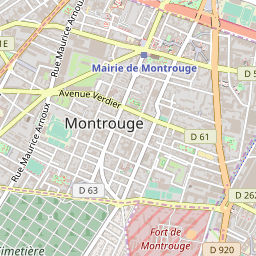 1E
Rue Maurice Arnoux
Mairie de Montrouge
D 5
Avenue Verdier
Montrouge
D 61
Rue Maurice Arnoux
D 63
D 262
Fort de
Montrouge
imetière
D 920